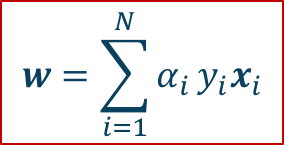 w = ∑_{i=1}^{N} α_i y_i x_i